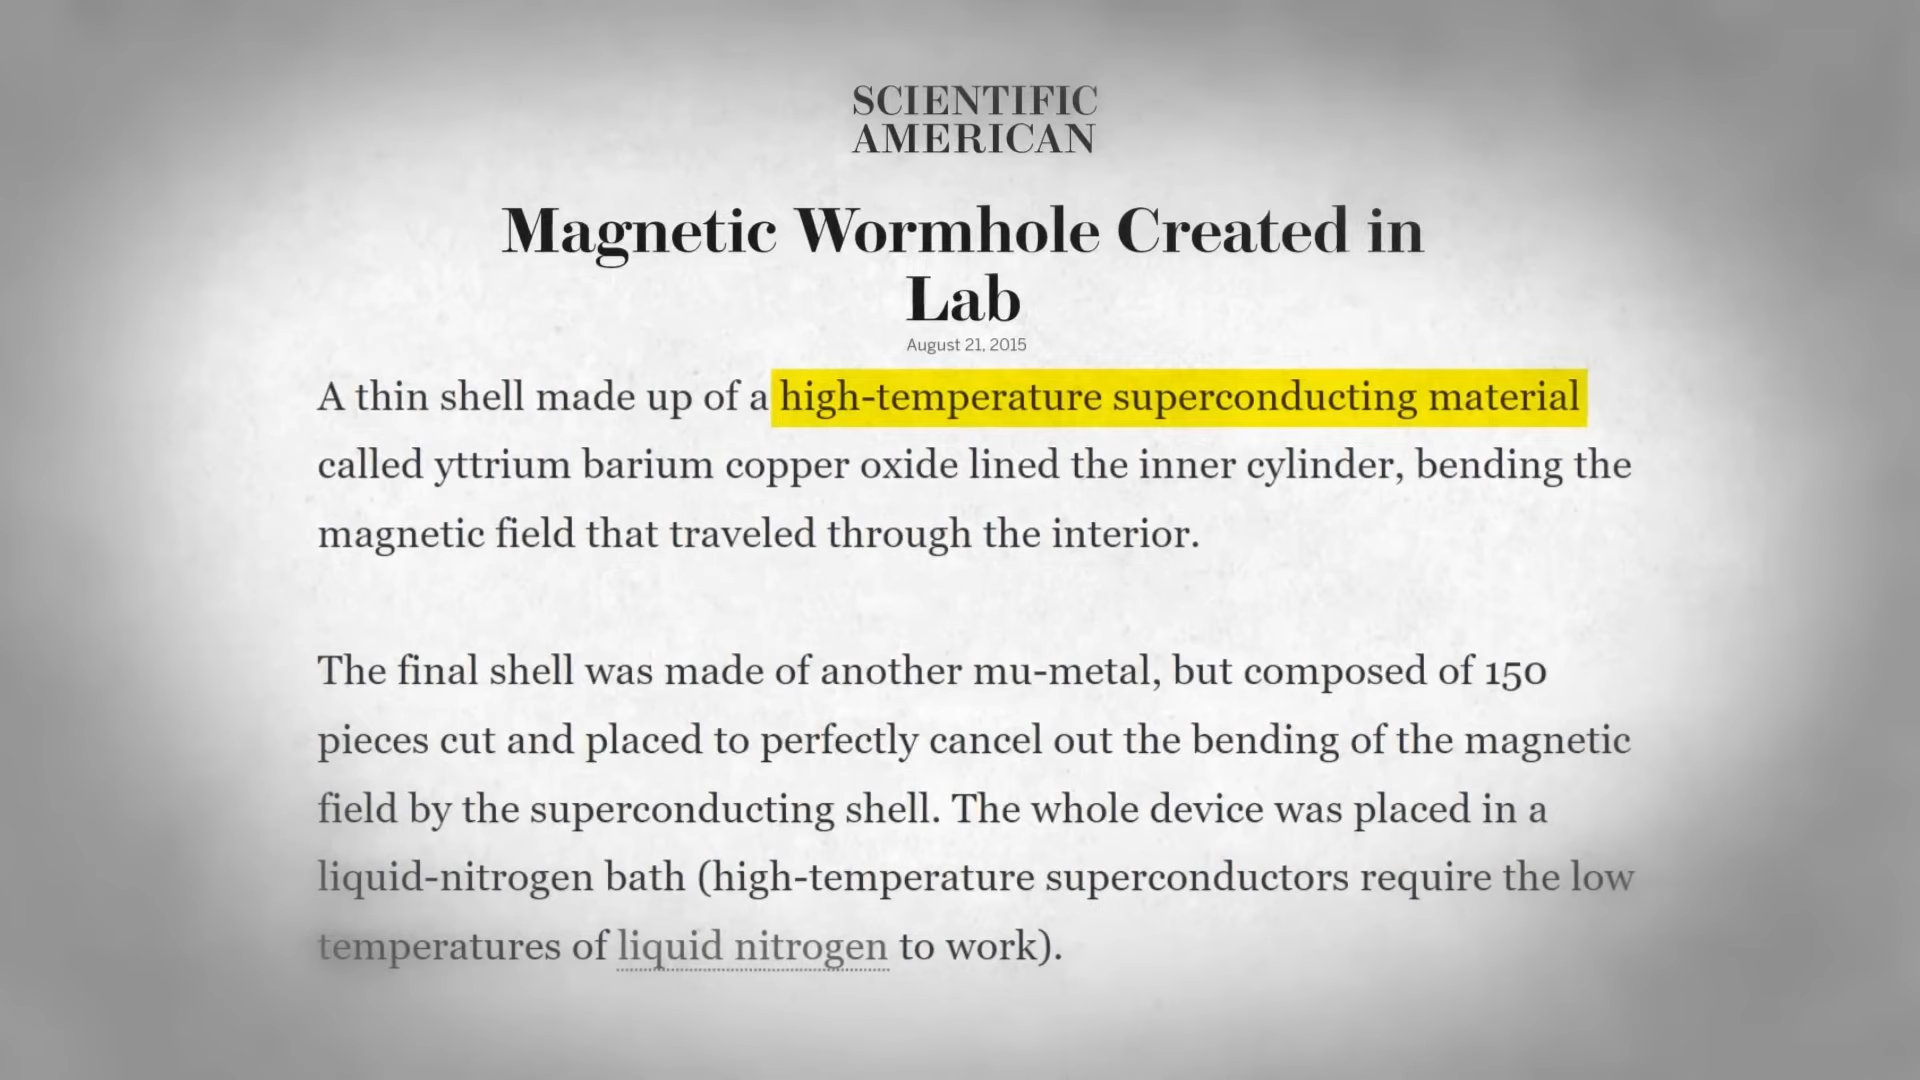 SCIENTIFIC
AMERICAN
Magnetic Wormhole Created in
Lab
August 21, 2015
A thin shell made up of a high-temperature superconducting material
called yttrium barium copper oxide lined the inner cylinder, bending the
magnetic field that traveled through the interior.
The final shell was made of another mu-metal, but composed of 150
pieces cut and placed to perfectly cancel out the bending of the magnetic
field by the superconducting shell. The whole device was placed in a
liquid-nitrogen bath (high-temperature superconductors require the low
temperatures of liquid nitrogen to work).